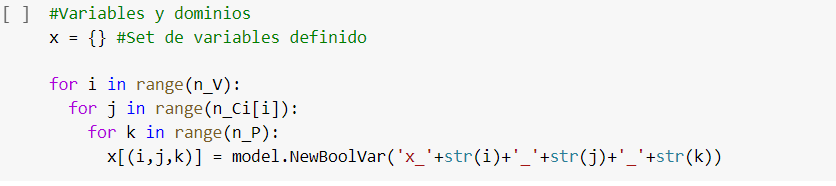 [ ] #Variables y dominios
x = {} #Set de variables definido
for i in range(n_V):
for j in range(n_Ci[i]):
for k in range(n_P):
x[(i,j,k)] = model.NewBoolVar('x_'+str(i)+'_'+str(j)+'_'+str(k))